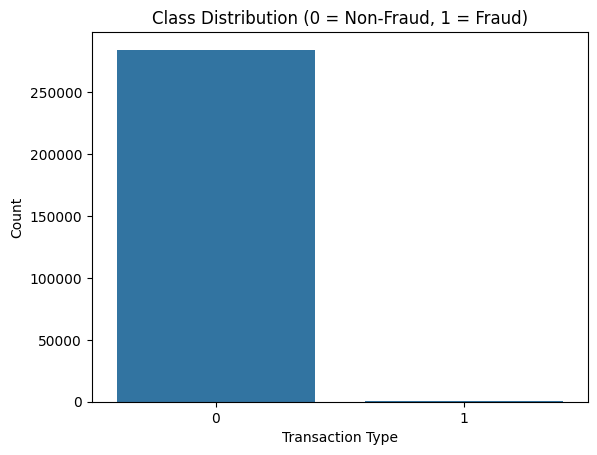 Class Distribution (0 = Non-Fraud, 1 = Fraud)
250000
200000
150000
100000
50000
0
Count
0 1
Transaction Type